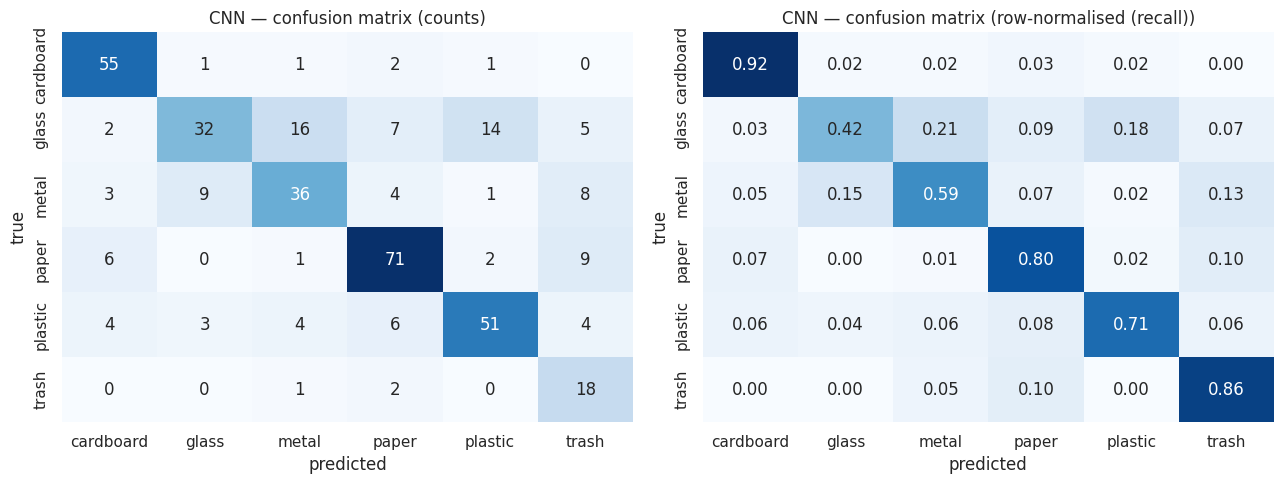 CNN — confusion matrix (counts)
true
cardboard 55 1 1 2 1 0
glass 2 32 16 7 14 5
metal 3 9 36 4 1 8
paper 6 0 1 71 2 9
plastic 4 3 4 6 51 4
trash 0 0 1 2 0 18
cardboard glass metal paper plastic trash
predicted
CNN — confusion matrix (row-normalised (recall))
true
cardboard 0.92 0.02 0.02 0.03 0.02 0.00
glass 0.03 0.42 0.21 0.09 0.18 0.07
metal 0.05 0.15 0.59 0.07 0.02 0.13
paper 0.07 0.00 0.01 0.80 0.02 0.10
plastic 0.06 0.04 0.06 0.08 0.71 0.06
trash 0.00 0.00 0.05 0.10 0.00 0.86
cardboard glass metal paper plastic trash
predicted